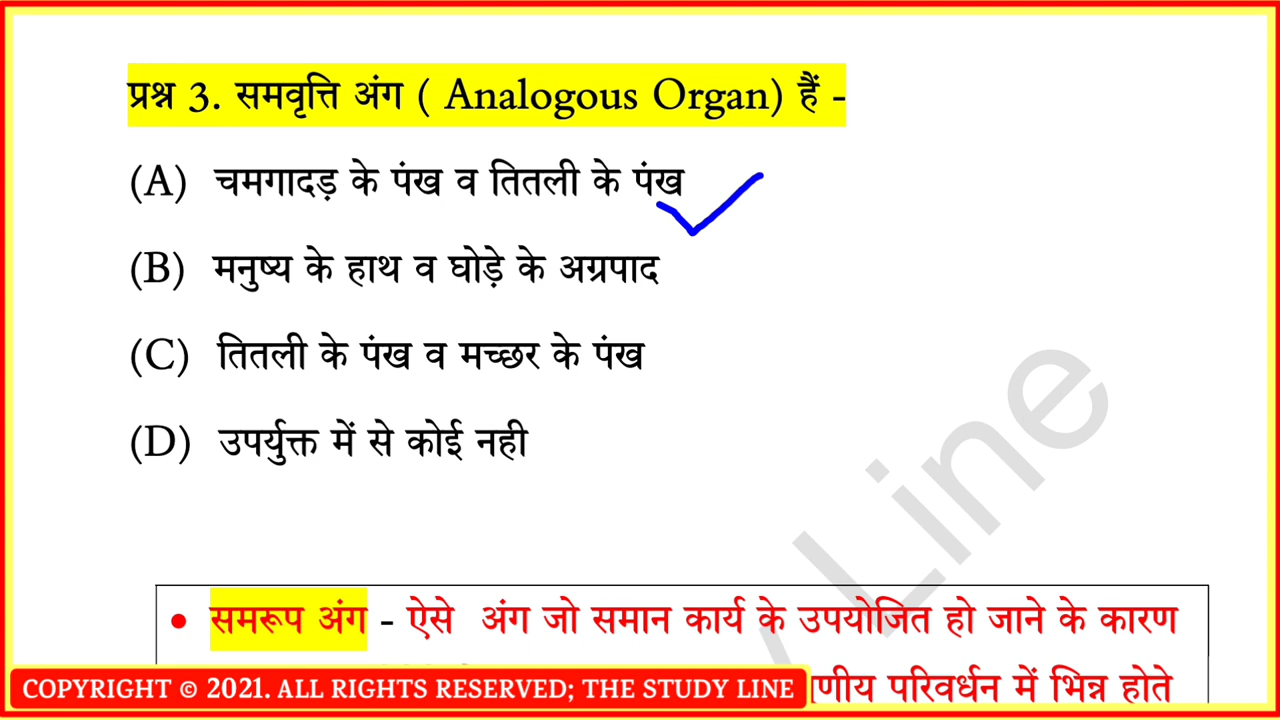 प्रश्न 3. समवृत्ति अंग ( Analogous Organ) हैं -
(A) चमगादड़ के पंख व तितली के पंख
(B) मनुष्य के हाथ व घोड़े के अग्रपाद
(C) तितली के पंख व मच्छर के पंख
(D) उपर्युक्त में से कोई नही
Line
• समरूप अंग - ऐसे अंग जो समान कार्य के उपयोजित हो जाने के कारण
परिवर्धन में भिन्न होते
COPYRIGHT © 2021. ALL RIGHTS RESERVED; THE STUDY LINE